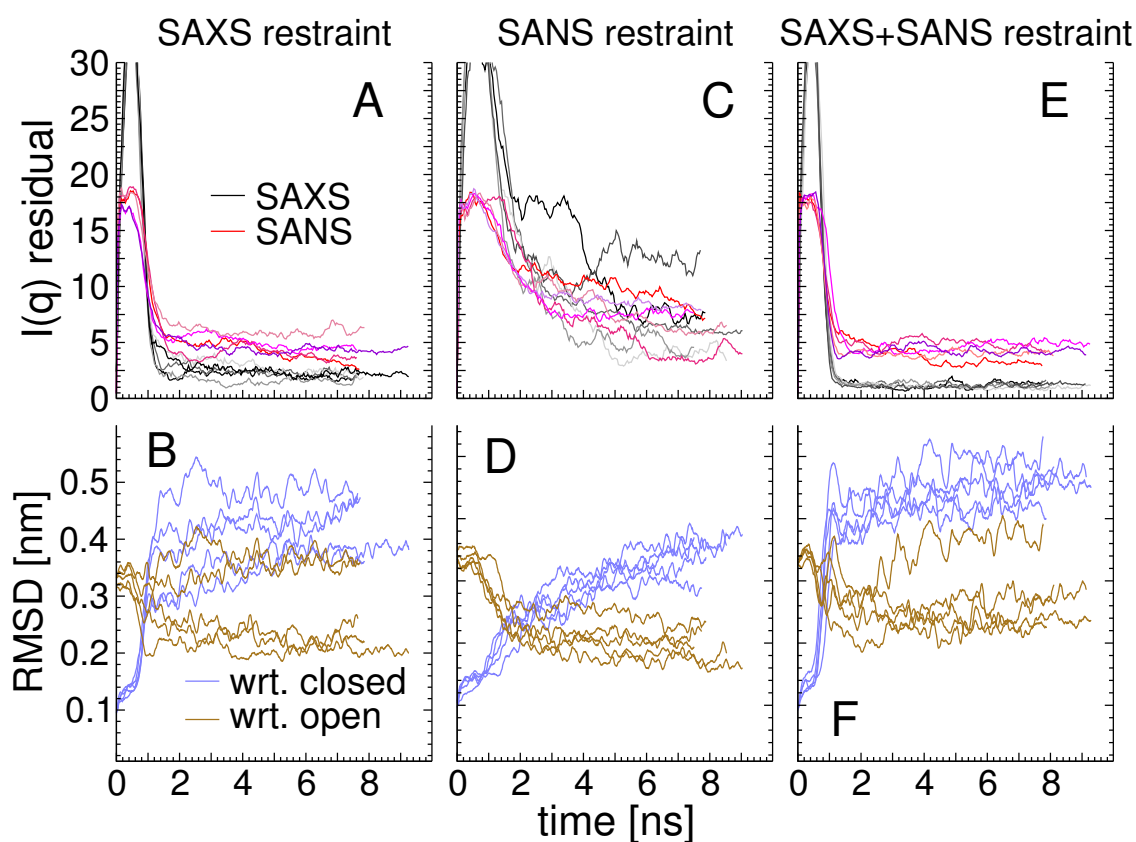 SAXS restraint
SANS restraint
SAXS+SANS restraint
I(q) residual
30
25
20
15
10
5
0
A
SAXS
SANS
C
E
RMSD [nm]
0.5
0.4
0.3
0.2
0.1
B
wrt. closed
wrt. open
D
F
0 2 4 6 8
0 2 4 6 8
0 2 4 6 8
time [ns]